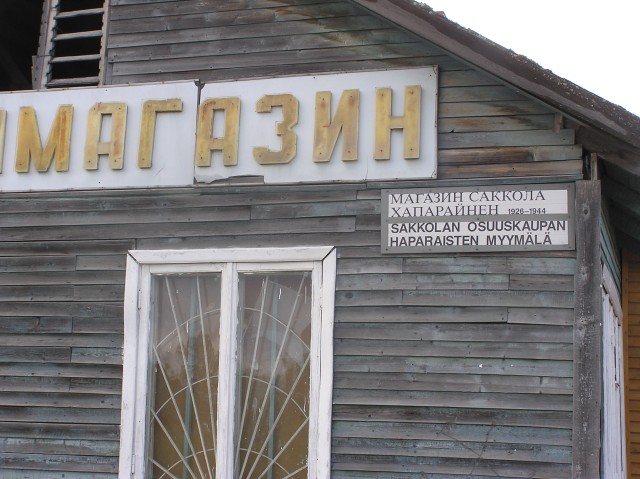 МАГАЗИН
МАГАЗИН САККОЛА
ХАПАРАЙНЕН 1926-1944
SAKKOLAN OSUUSKAUPAN
HAPARAISTEN MYYMÄLÄ